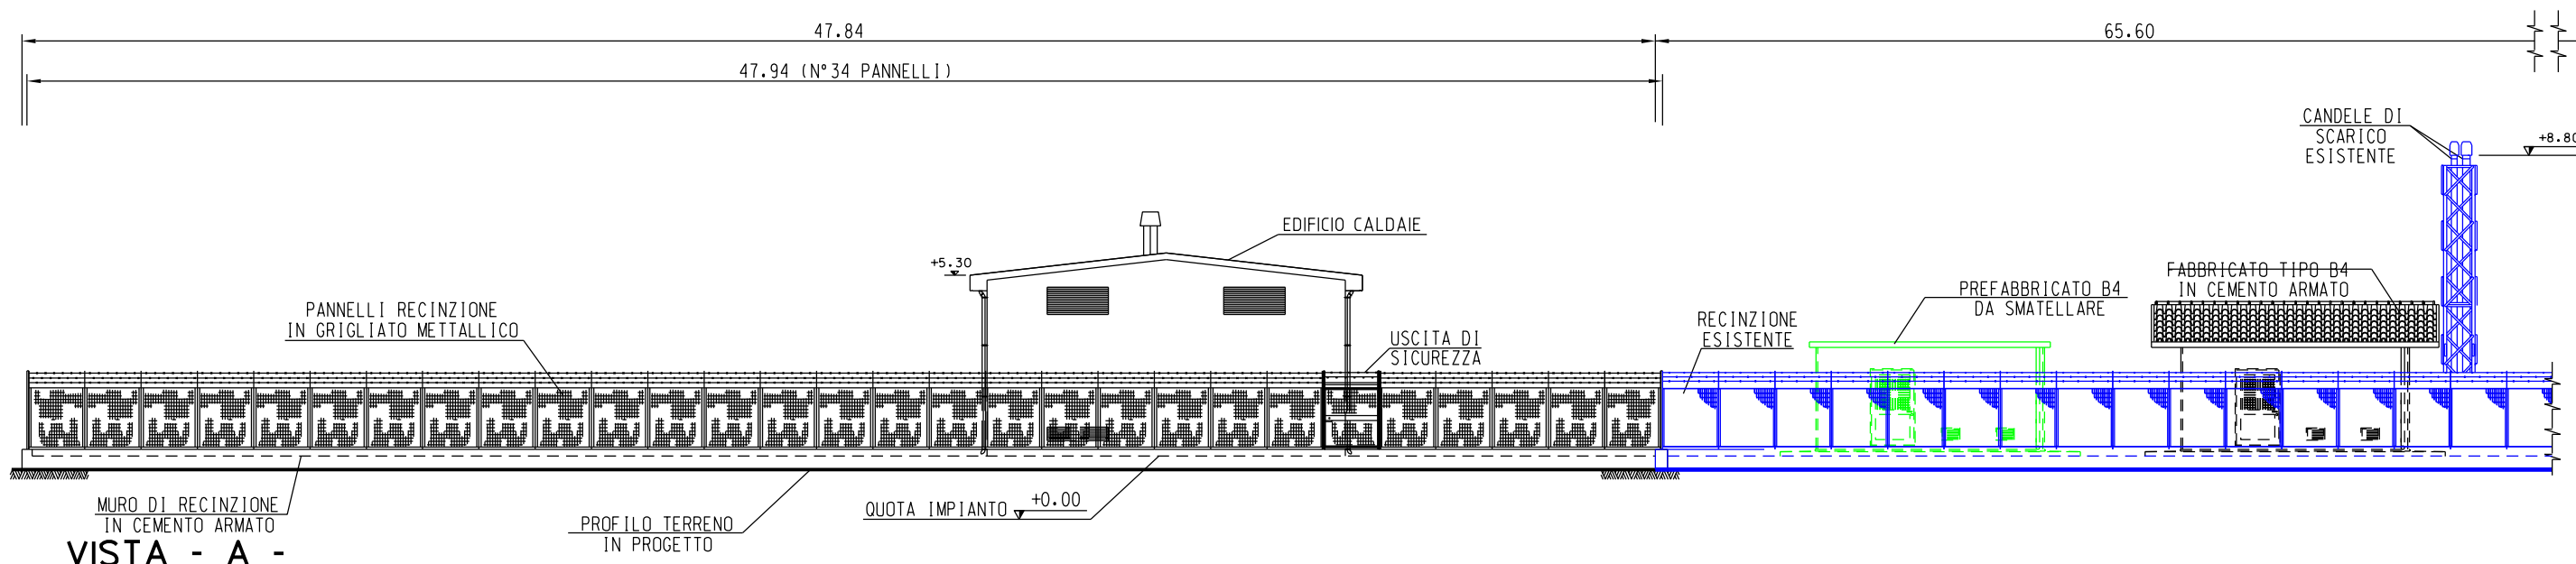 47.84
65.60
47.94 (N°34 PANNELLI)
CANDELE DI
SCARICO
ESISTENTE
+8.80
EDIFICIO CALDAIE
+5.30
PANNELLI RECINZIONE
IN GRIGLIATO METTALLICO
USCITA DI
SICUREZZA
RECINZIONE
ESISTENTE
PREFABBRICATO B4
DA SMATELLARE
FABBRICATO TIPO B4
IN CEMENTO ARMATO
MURO DI RECINZIONE
IN CEMENTO ARMATO
PROFILO TERRENO
IN PROGETTO
QUOTA IMPIANTO +0.00
VISTA - A -